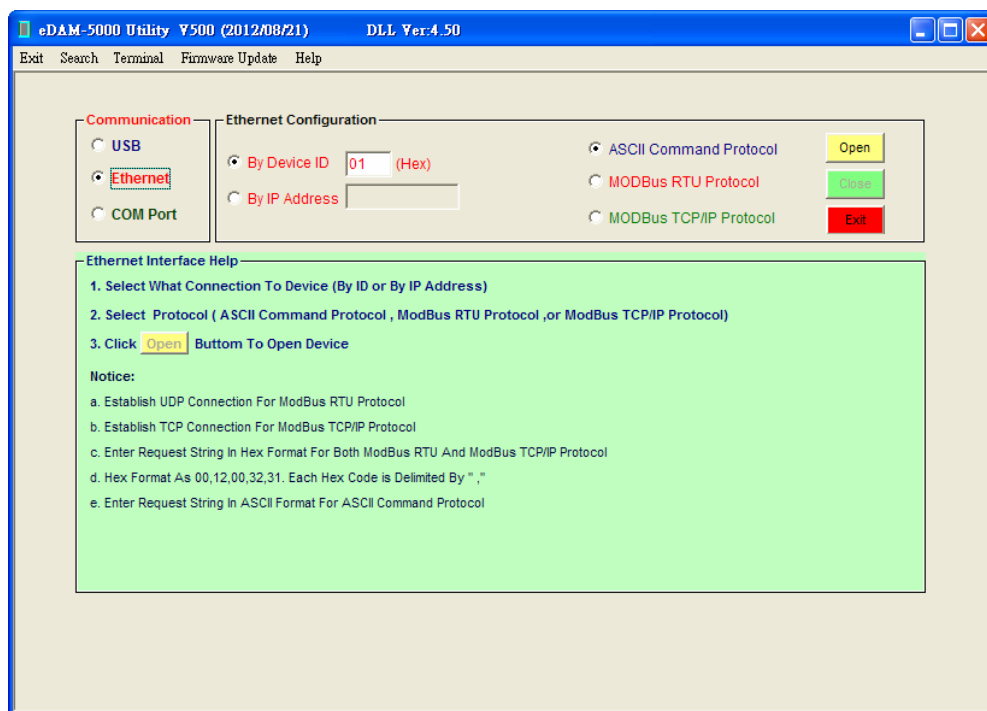 eDAM-5000 Utility V500 (2012/08/21) DLL Ver:4.50
Exit Search Terminal Firmware Update Help
Communication
USB
Ethernet
COM Port
Ethernet Configuration
By Device ID 01 (Hex)
By IP Address
ASCII Command Protocol
MODBus RTU Protocol
MODBus TCP/IP Protocol
Open
Close
Exit
Ethernet Interface Help
1. Select What Connection To Device (By ID or By IP Address)
2. Select Protocol ( ASCII Command Protocol , ModBus RTU Protocol ,or ModBus TCP/IP Protocol)
3. Click Open Buttom To Open Device
Notice:
a. Establish UDP Connection For ModBus RTU Protocol
b. Establish TCP Connection For ModBus TCP/IP Protocol
c. Enter Request String In Hex Format For Both ModBus RTU And ModBus TCP/IP Protocol
d. Hex Format As 00,12,00,32,31. Each Hex Code is Delimited By " ,"
e. Enter Request String In ASCII Format For ASCII Command Protocol